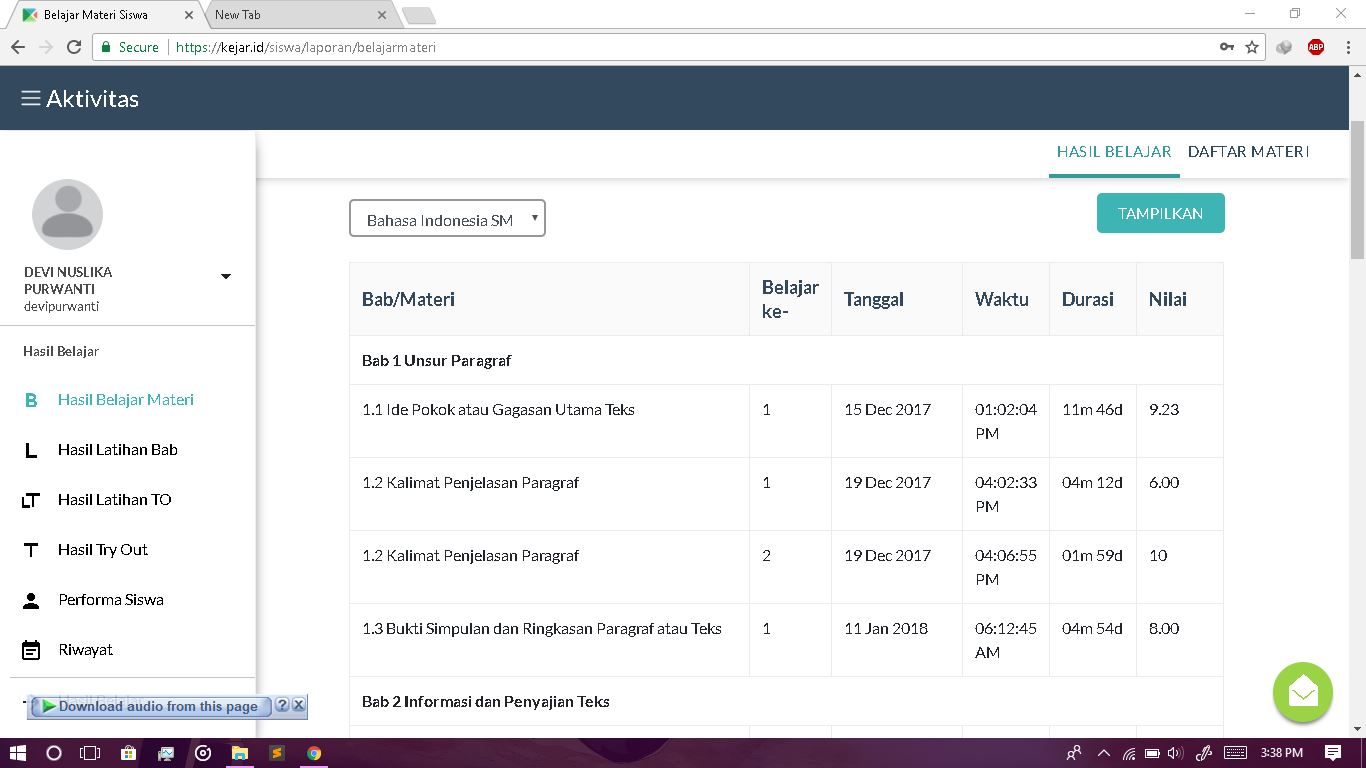 Belajar Materi Siswa
New Tab
Secure
https://kejar.id/siswa/laporan/belajarmateri
ABP
Aktivitas
HASIL BELAJAR DAFTAR MATERI
DEVI NUSLIKA
PURWANTI
devipurwanti
Hasil Belajar
B Hasil Belajar Materi
L Hasil Latihan Bab
LT Hasil Latihan TO
T Hasil Try Out
Performa Siswa
Riwayat
Download audio from this page ?
Bahasa Indonesia SM
TAMPILKAN
Bab/Materi Belajar ke- Tanggal Waktu Durasi Nilai
Bab 1 Unsur Paragraf
1.1 Ide Pokok atau Gagasan Utama Teks 1 15 Dec 2017 01:02:04 PM 11m 46d 9.23
1.2 Kalimat Penjelasan Paragraf 1 19 Dec 2017 04:02:33 PM 04m 12d 6.00
1.2 Kalimat Penjelasan Paragraf 2 19 Dec 2017 04:06:55 PM 01m 59d 10
1.3 Bukti Simpulan dan Ringkasan Paragraf atau Teks 1 11 Jan 2018 06:12:45 AM 04m 54d 8.00
Bab 2 Informasi dan Penyajian Teks
3:38 PM